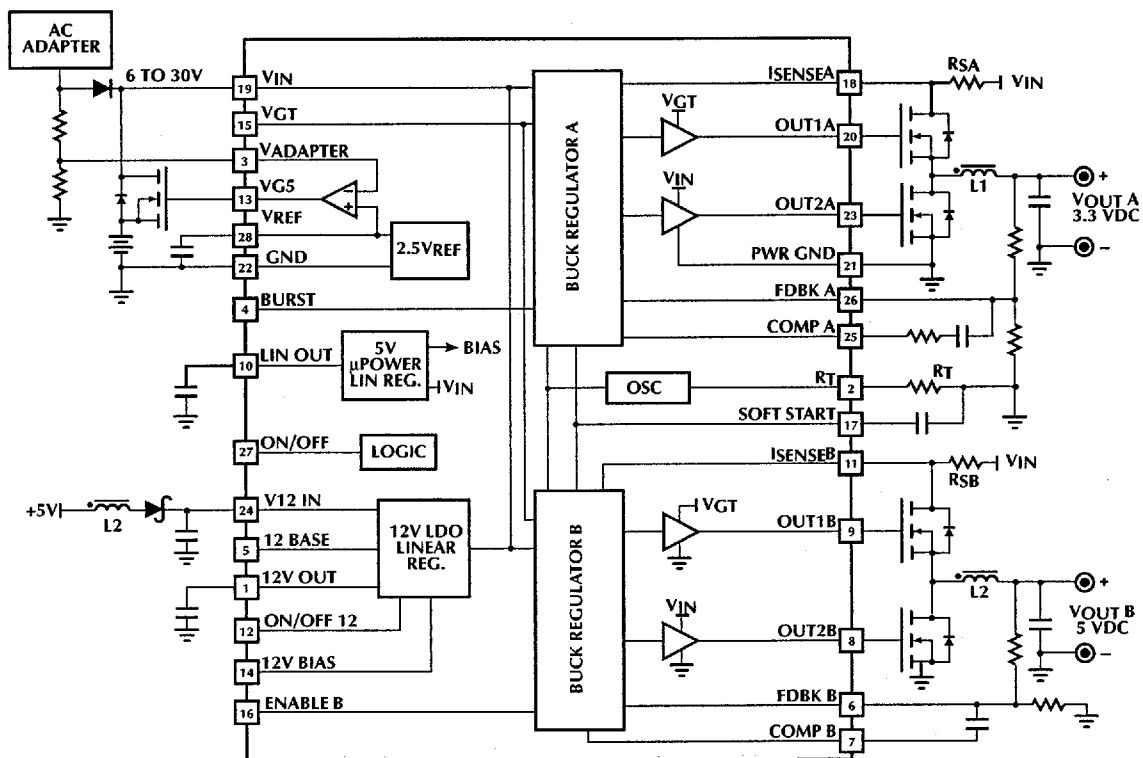 AC
ADAPTER
6 TO 30V
19 VIN
15 VGT
3 VADAPTER
13 VG5
28 VREF
22 GND
4 BURST
10 LIN OUT
27 ON/OFF
+5V
L2
24 V12 IN
5 12 BASE
1 12V OUT
12 ON/OFF 12
14 12V BIAS
16 ENABLE B
−
+
2.5VREF
5V
µPOWER
LIN REG.
BIAS
VIN
LOGIC
12V LDO
LINEAR
REG.
BUCK REGULATOR A
BUCK REGULATOR B
OSC
VGT
VIN
VGT
VIN
ISENSEA 18
OUT1A 20
OUT2A 23
PWR GND 21
FDBK A 26
COMP A 25
RT 2
SOFT START 17
ISENSEB 11
OUT1B 9
OUT2B 8
FDBK B 6
COMP B 7
RSA
VIN
L1
+
VOUT A
3.3 VDC
−
RT
RSB
VIN
L2
+
VOUT B
5 VDC
−